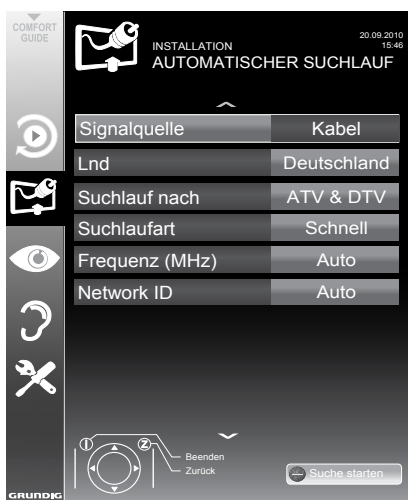 COMFORT
GUIDE
INSTALLATION
AUTOMATISCHER SUCHLAUF
20.09.2010
15:46
Signalquelle Kabel
Lnd Deutschland
Suchlauf nach ATV & DTV
Suchlaufart Schnell
Frequenz (MHz) Auto
Network ID Auto
Z
Beenden
Zurück
Suche starten
GRUNDIG